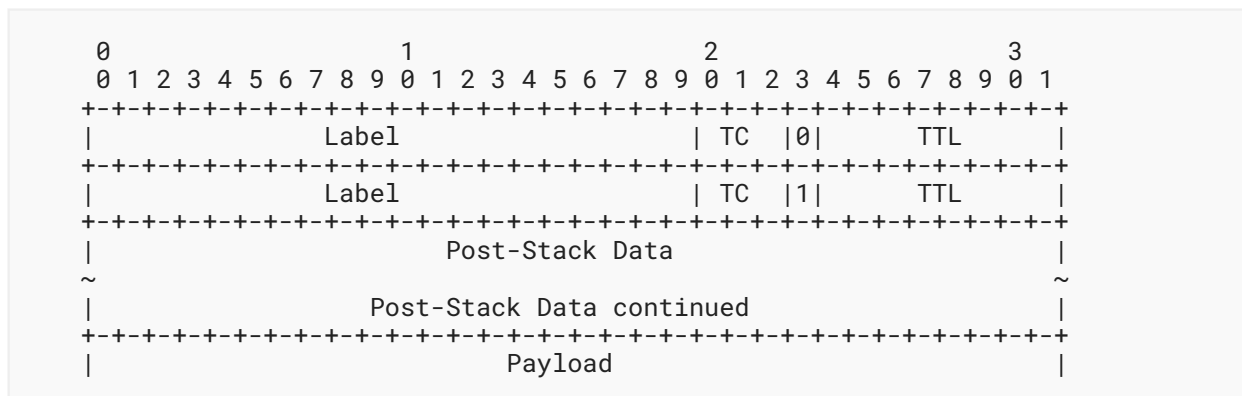 0                   1                   2                   3
 0 1 2 3 4 5 6 7 8 9 0 1 2 3 4 5 6 7 8 9 0 1 2 3 4 5 6 7 8 9 0 1
+-+-+-+-+-+-+-+-+-+-+-+-+-+-+-+-+-+-+-+-+-+-+-+-+-+-+-+-+-+-+-+-+
|               Label                   | TC  |0|      TTL      |
+-+-+-+-+-+-+-+-+-+-+-+-+-+-+-+-+-+-+-+-+-+-+-+-+-+-+-+-+-+-+-+-+
|               Label                   | TC  |1|      TTL      |
+-+-+-+-+-+-+-+-+-+-+-+-+-+-+-+-+-+-+-+-+-+-+-+-+-+-+-+-+-+-+-+-+
|                       Post-Stack Data                         |
~                                                               ~
|                  Post-Stack Data continued                    |
+-+-+-+-+-+-+-+-+-+-+-+-+-+-+-+-+-+-+-+-+-+-+-+-+-+-+-+-+-+-+-+-+
|                           Payload                             |